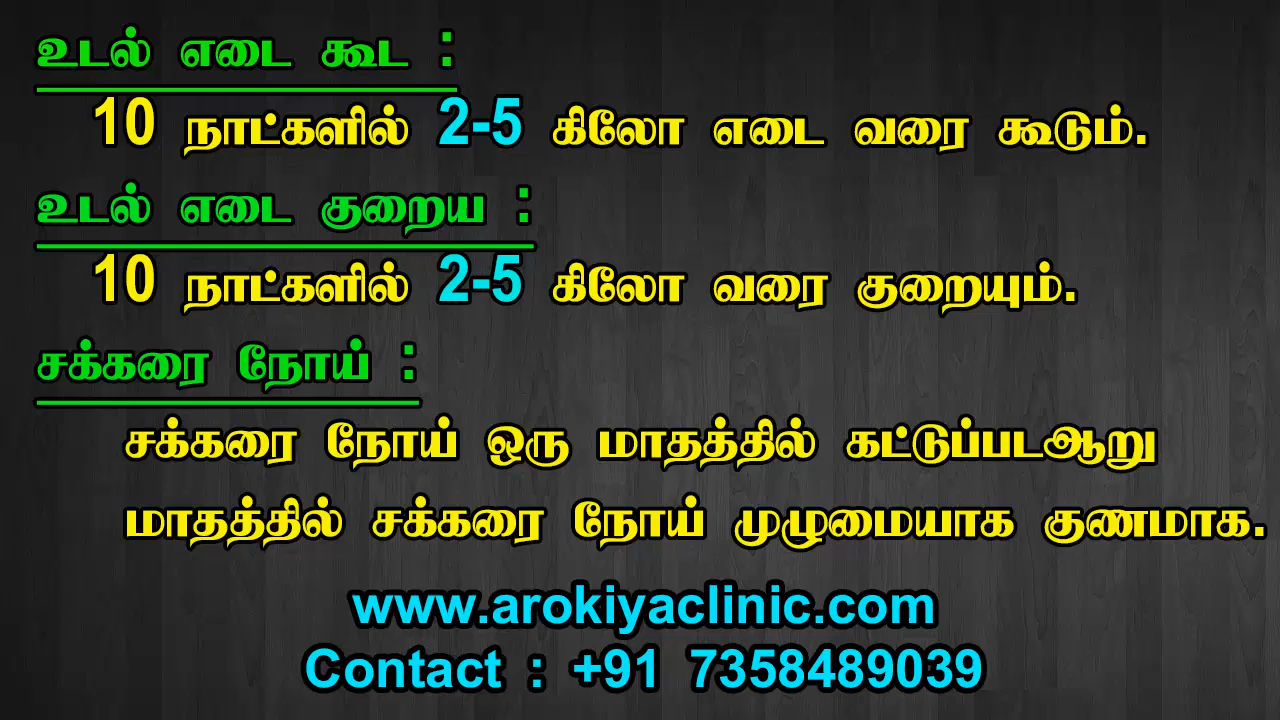 உடல் எடை கூட :
10 நாட்களில் 2-5 கிலோ எடை வரை கூடும்.
உடல் எடை குறைய :
10 நாட்களில் 2-5 கிலோ வரை குறையும்.
சக்கரை நோய் :
சக்கரை நோய் ஒரு மாதத்தில் கட்டுப்படஆறு
மாதத்தில் சக்கரை நோய் முழுமையாக குணமாக.
www.arokiyaclinic.com
Contact : +91 7358489039